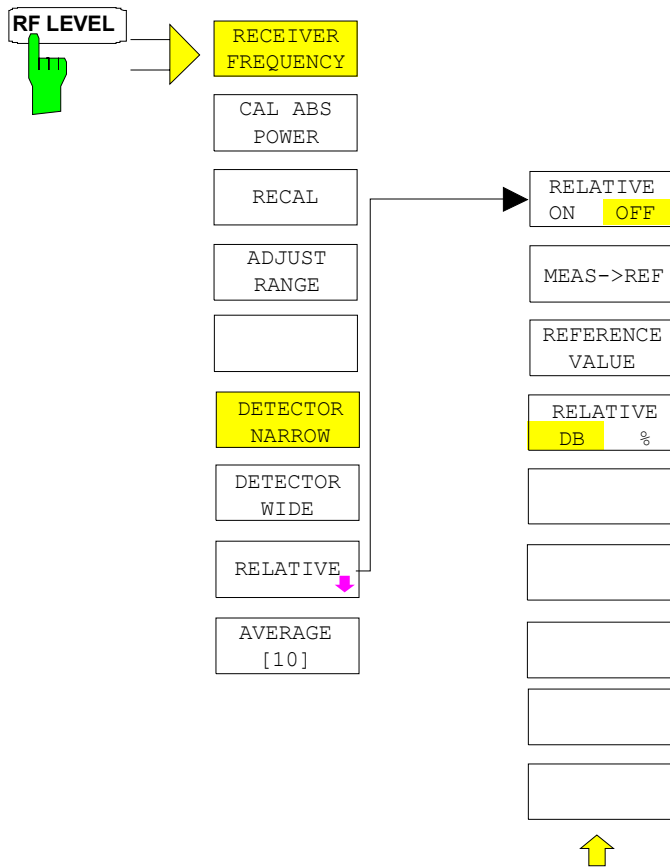 RF LEVEL
RECEIVER
FREQUENCY
CAL ABS
POWER
RECAL
ADJUST
RANGE
DETECTOR
NARROW
DETECTOR
WIDE
RELATIVE
AVERAGE
[10]
RELATIVE
ON OFF
MEAS->REF
REFERENCE
VALUE
RELATIVE
DB %